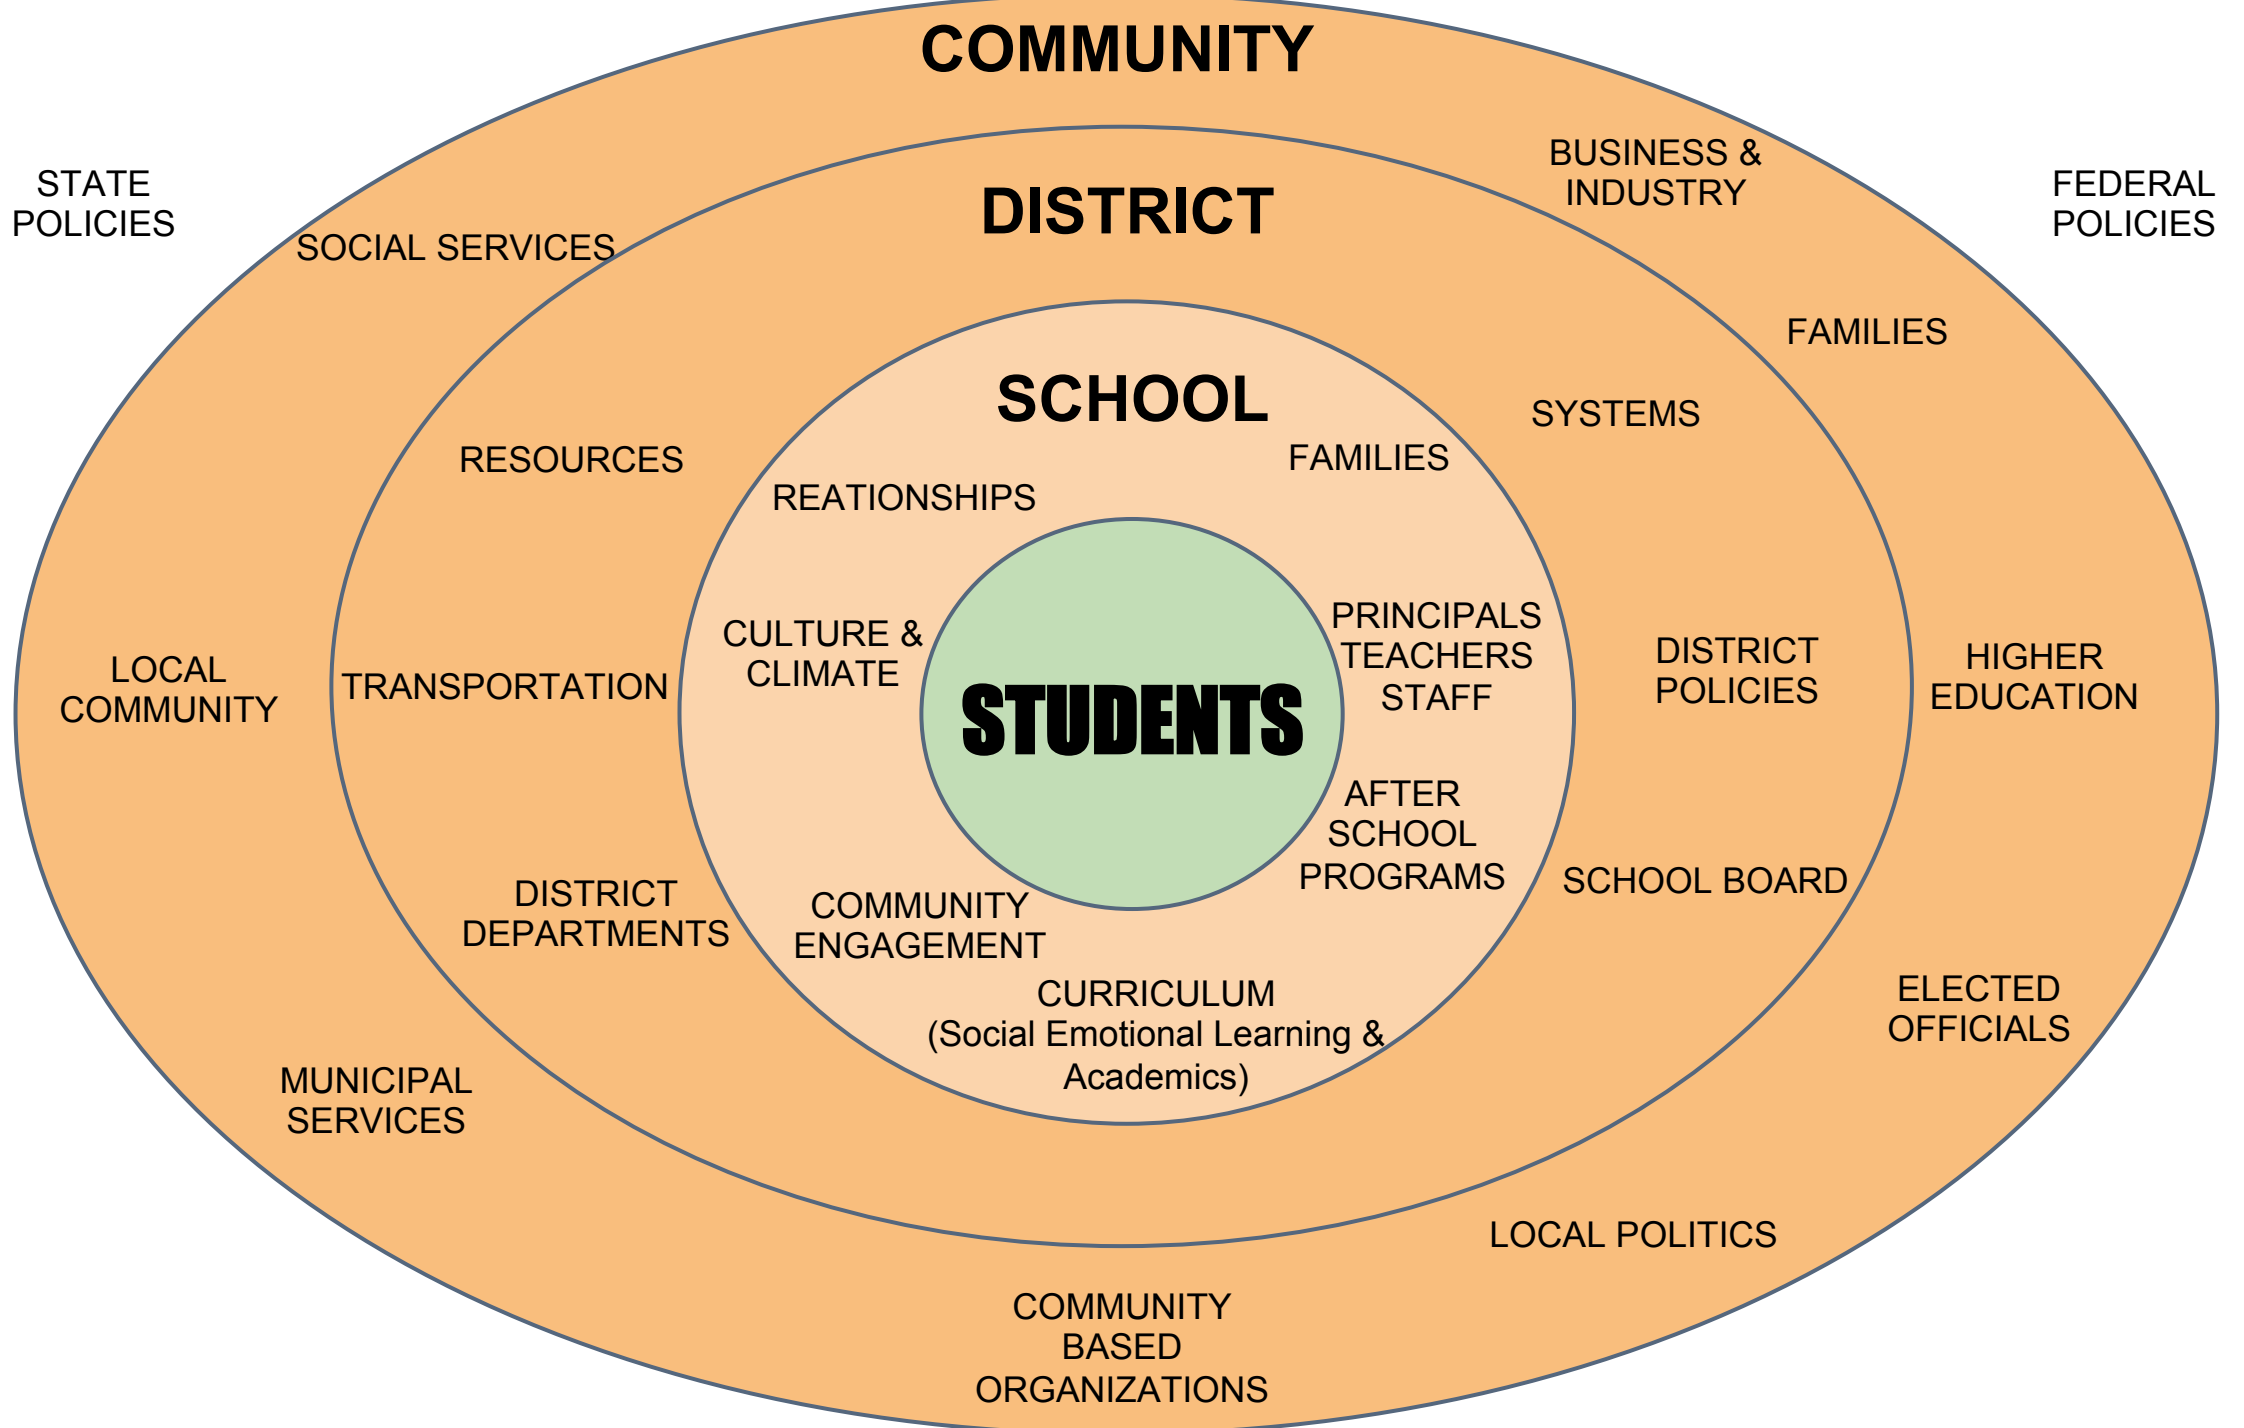 COMMUNITY
BUSINESS &
INDUSTRY
STATE
POLICIES
FEDERAL
POLICIES
DISTRICT
SOCIAL SERVICES
FAMILIES
SCHOOL
SYSTEMS
RESOURCES
FAMILIES
REATIONSHIPS
CULTURE &
CLIMATE
PRINCIPALS
TEACHERS
STAFF
DISTRICT
POLICIES
HIGHER
EDUCATION
LOCAL
COMMUNITY
TRANSPORTATION
STUDENTS
AFTER
SCHOOL
PROGRAMS
SCHOOL BOARD
DISTRICT
DEPARTMENTS
COMMUNITY
ENGAGEMENT
CURRICULUM
(Social Emotional Learning &
Academics)
ELECTED
OFFICIALS
MUNICIPAL
SERVICES
LOCAL POLITICS
COMMUNITY
BASED
ORGANIZATIONS